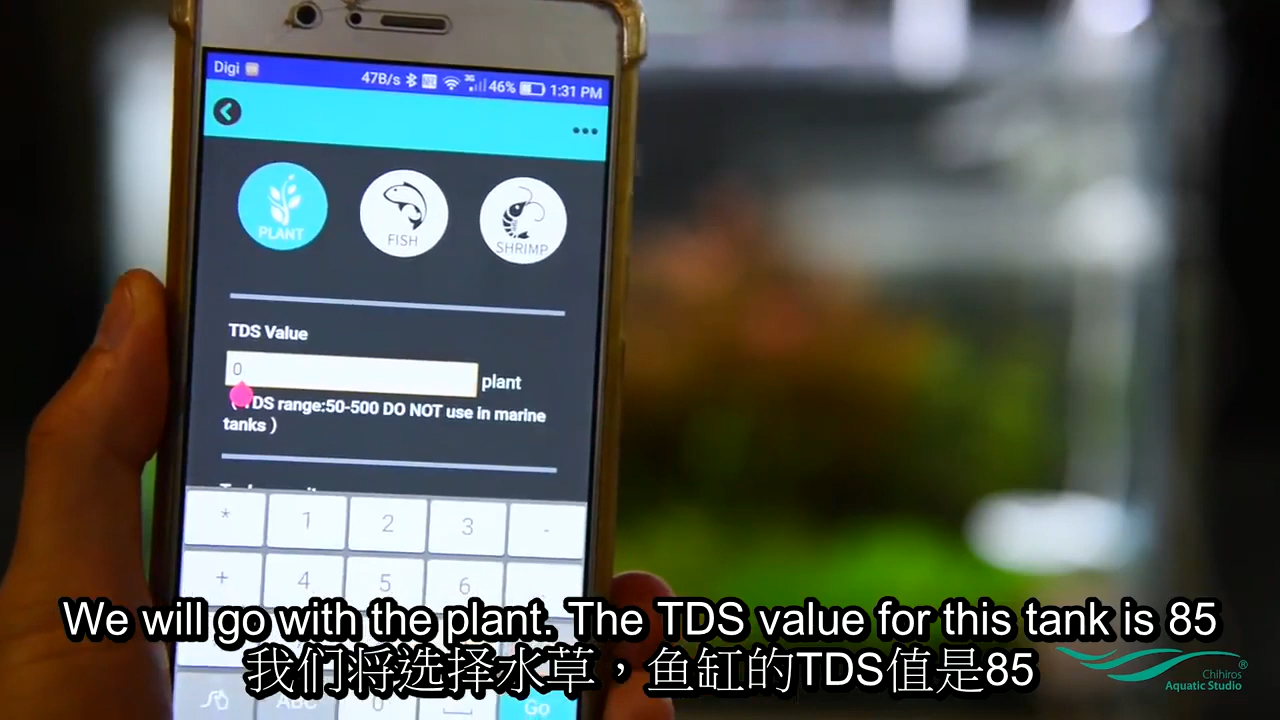 Digi 47B/s 3G 46% 1:31 PM
PLANT FISH SHRIMP
TDS Value
0 plant
TDS range:50-500 DO NOT use in marine
tanks )
* 1 2 3 -
+ 4 5 6
ABC 0 Go
We will go with the plant. The TDS value for this tank is 85
我们将选择水草，鱼缸的TDS值是85
Chihiros ®
Aquatic Studio